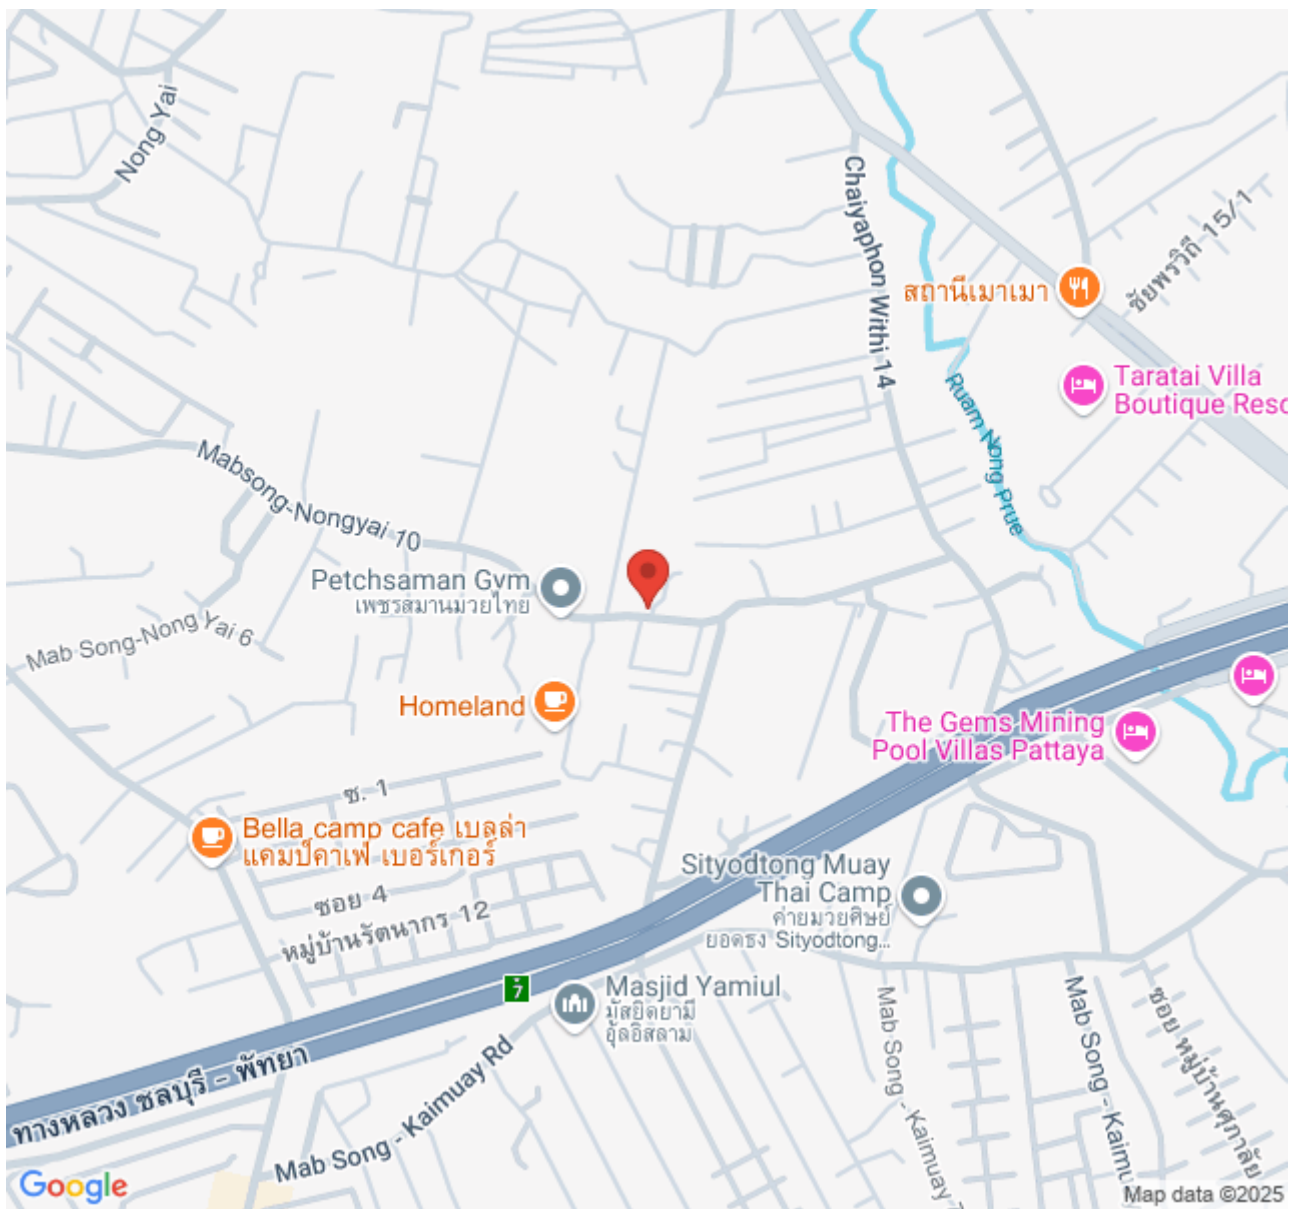 Nong Yai
Chaiyaphon Withi 14
ชัยพรวิถี 15/1
สถานีเมาเมา
Taratai Villa
Boutique Reso
Ruam Nong Prue
Mabsong-Nongyai 10
Petchsaman Gym
เพชรสมานมวยไทย
Mab Song-Nong Yai 6
Homeland
The Gems Mining
Pool Villas Pattaya
ซ. 1
Bella camp cafe เบลล่า
แคมป์คาเฟ่ เบอร์เกอร์
ซอย 4
หมู่บ้านรัตนากร 12
Sityodtong Muay
Thai Camp
ค่ายมวยศิษย์
ยอดธง Sityodtong...
7
Masjid Yamiul
มัสยิดยามี
อุ้ลอิสลาม
ทางหลวง ชลบุรี - พัทยา
Mab Song - Kaimuay Rd
Mab Song - Kaimuay 7
Mab Song - Kaimu
ซอย หมู่บ้านศุภาลัย
Google
Map data ©2025